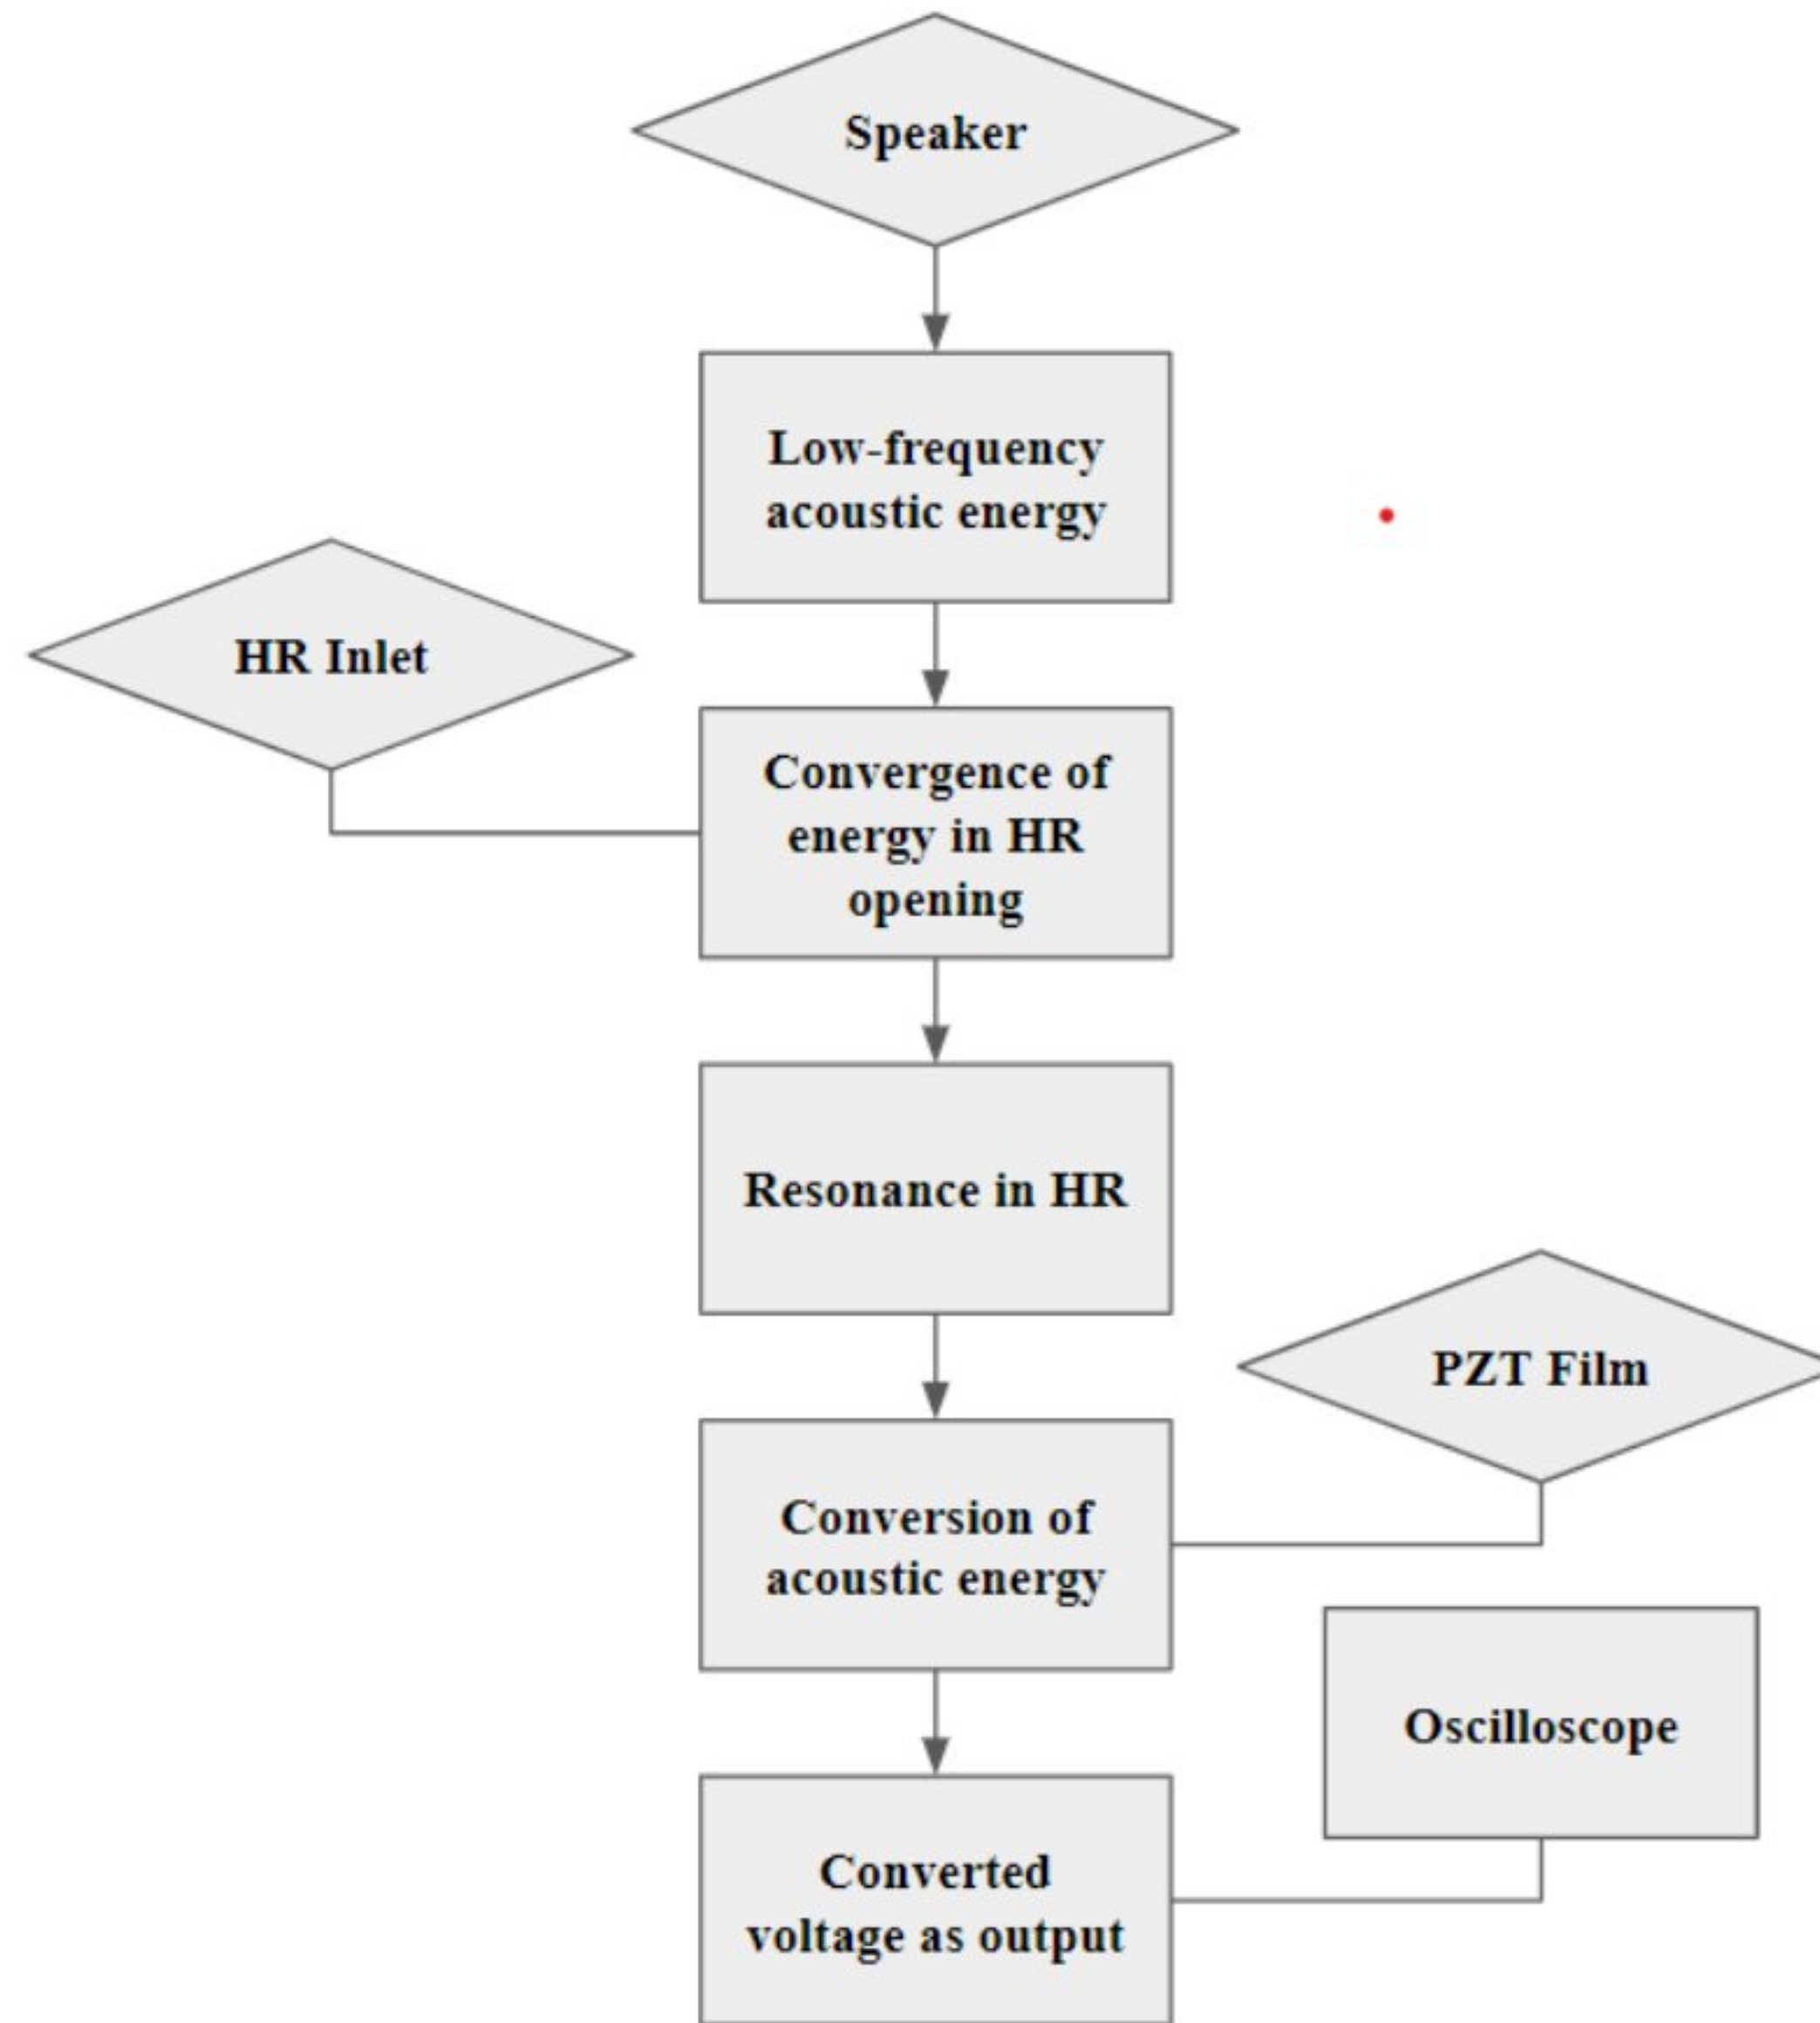 Speaker
Low-frequency
acoustic energy
HR Inlet
Convergence of
energy in HR
opening
Resonance in HR
PZT Film
Conversion of
acoustic energy
Oscilloscope
Converted
voltage as output